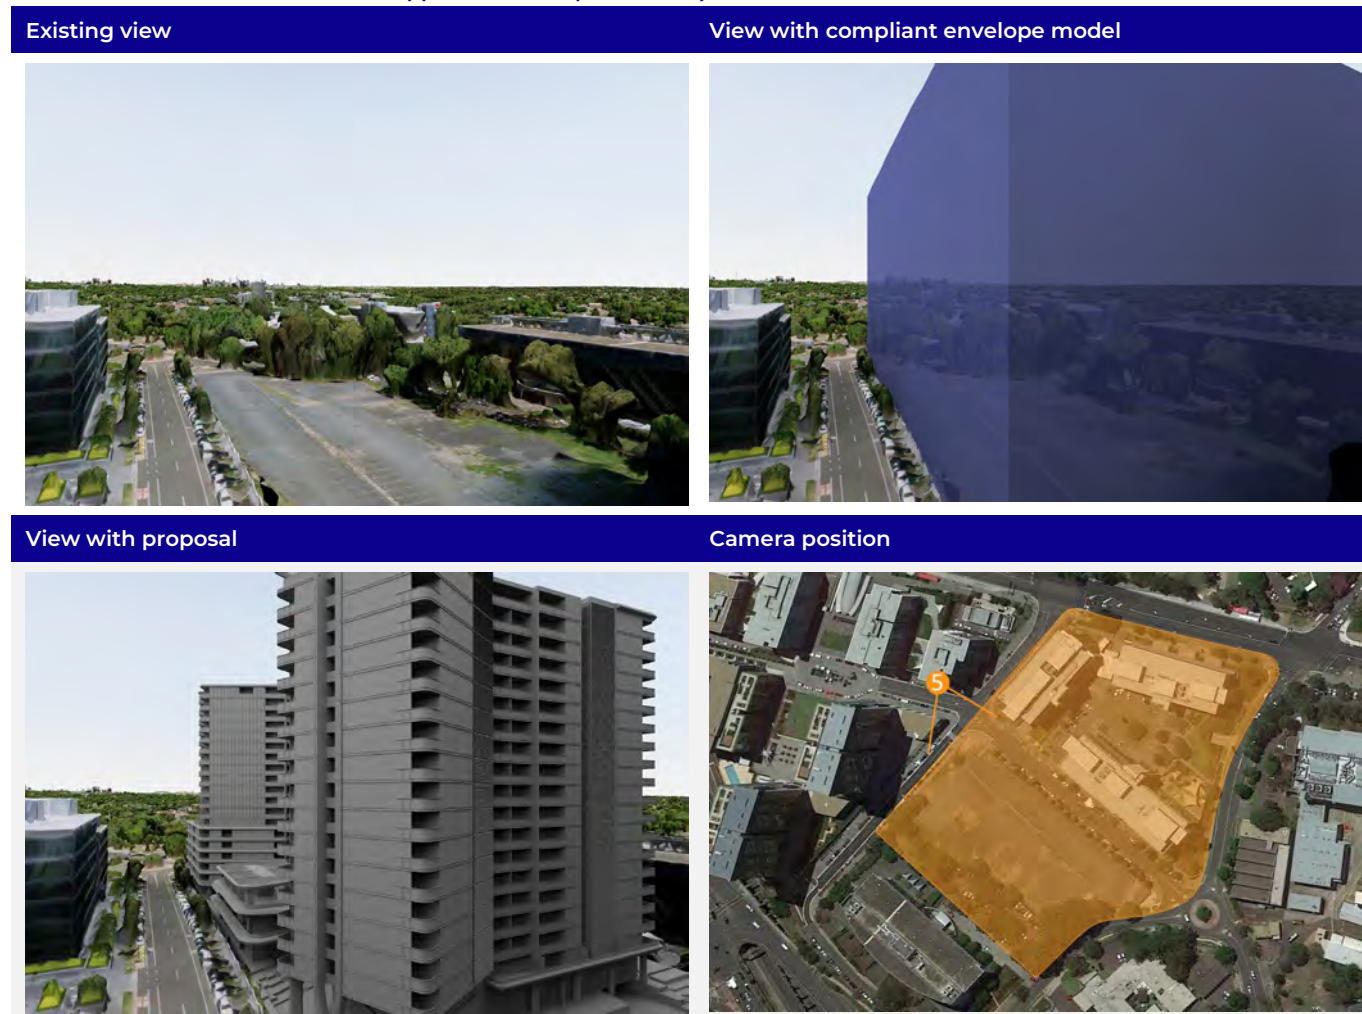 Existing view
View with compliant envelope model
View with proposal
Camera position
5